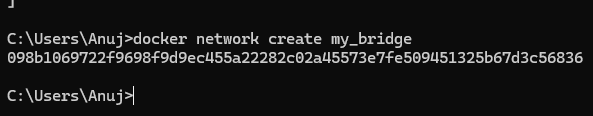 ]
C:\Users\Anuj>docker network create my_bridge
098b1069722f9698f9d9ec455a22282c02a45573e7fe509451325b67d3c56836
C:\Users\Anuj>